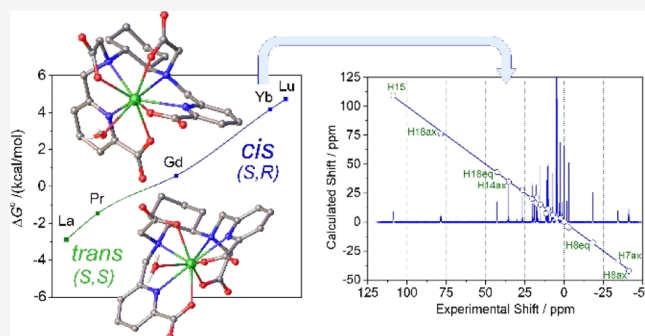 ΔG° /(kcal/mol)
6
4
2
0
-2
-4
-6
La
Pr
Gd
Yb
Lu
cis
(S,R)
trans
(S,S)
Calculated Shift / ppm
125
100
75
50
25
0
-25
-50
H15
H18ax
H18eq
H14ax
H8eq
H7ax
H8ax
125 100 75 50 25 0 -25 -5
Experimental Shift / ppm